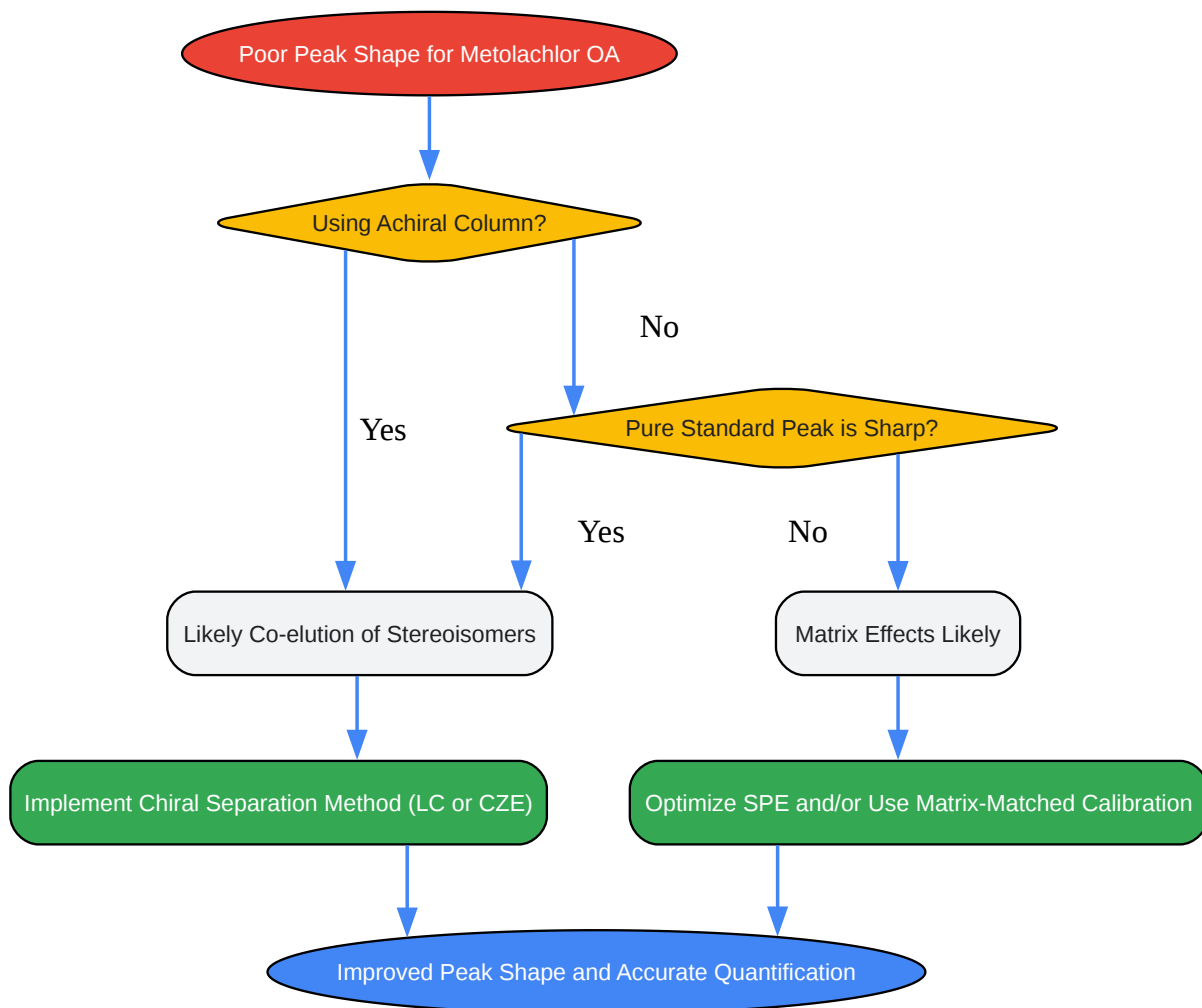 Poor Peak Shape for Metolachlor OA
Using Achiral Column?
No
Yes
Pure Standard Peak is Sharp?
Yes
No
Likely Co-elution of Stereoisomers
Matrix Effects Likely
Implement Chiral Separation Method (LC or CZE)
Optimize SPE and/or Use Matrix-Matched Calibration
Improved Peak Shape and Accurate Quantification